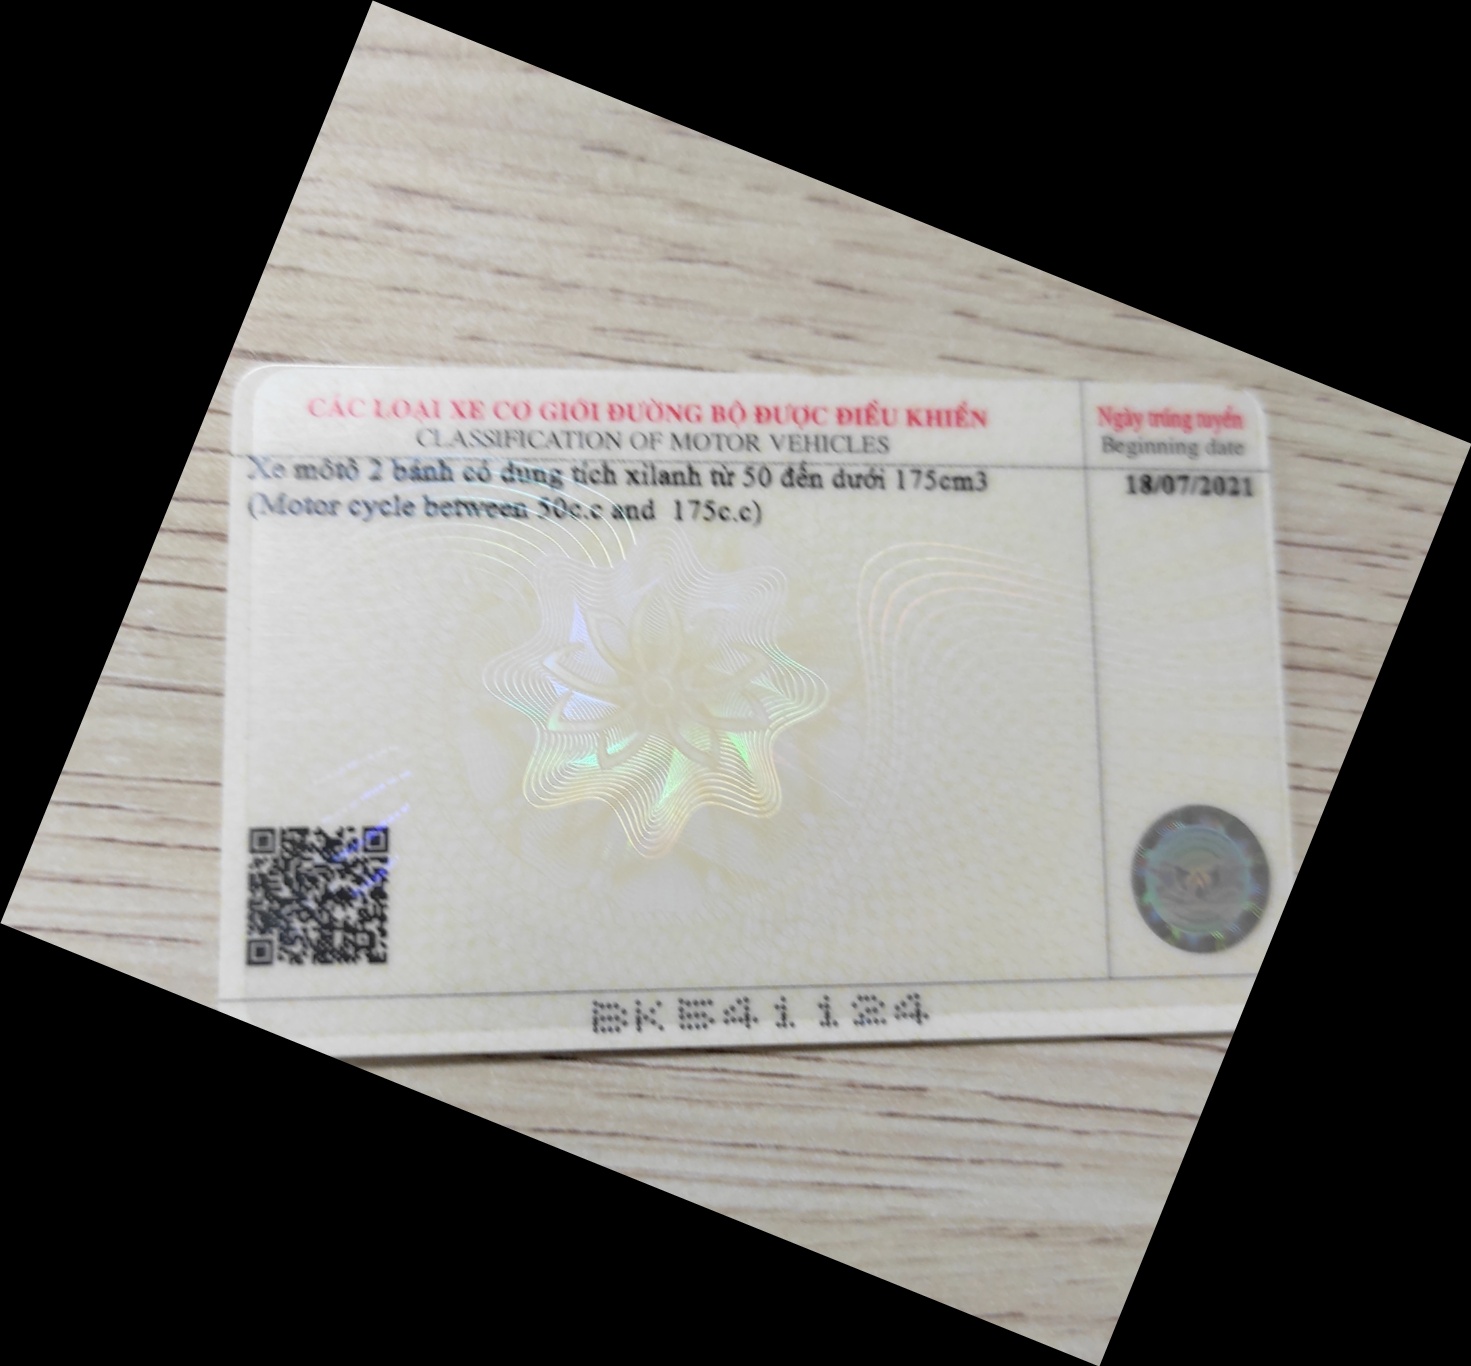 CÁC LOẠI XE CƠ GIỚI ĐƯỜNG BỘ ĐƯỢC ĐIỀU KHIỂN
CLASSIFICATION OF MOTOR VEHICLES
Ngày trúng tuyển
Beginning date
Xe môtô 2 bánh có dung tích xilanh từ 50 đến dưới 175cm3
(Motor cycle between 50c.c and 175c.c)
18/07/2021
BK541124